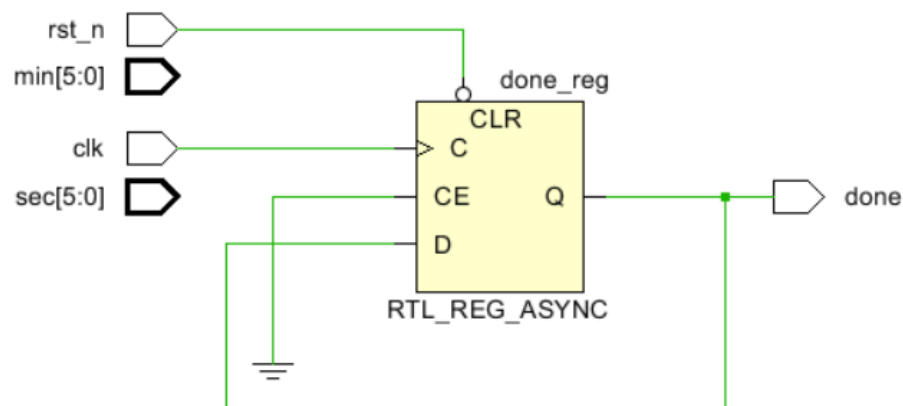 rst_n
min[5:0]
done_reg
CLR
clk
C
sec[5:0]
CE
Q
done
D
RTL_REG_ASYNC